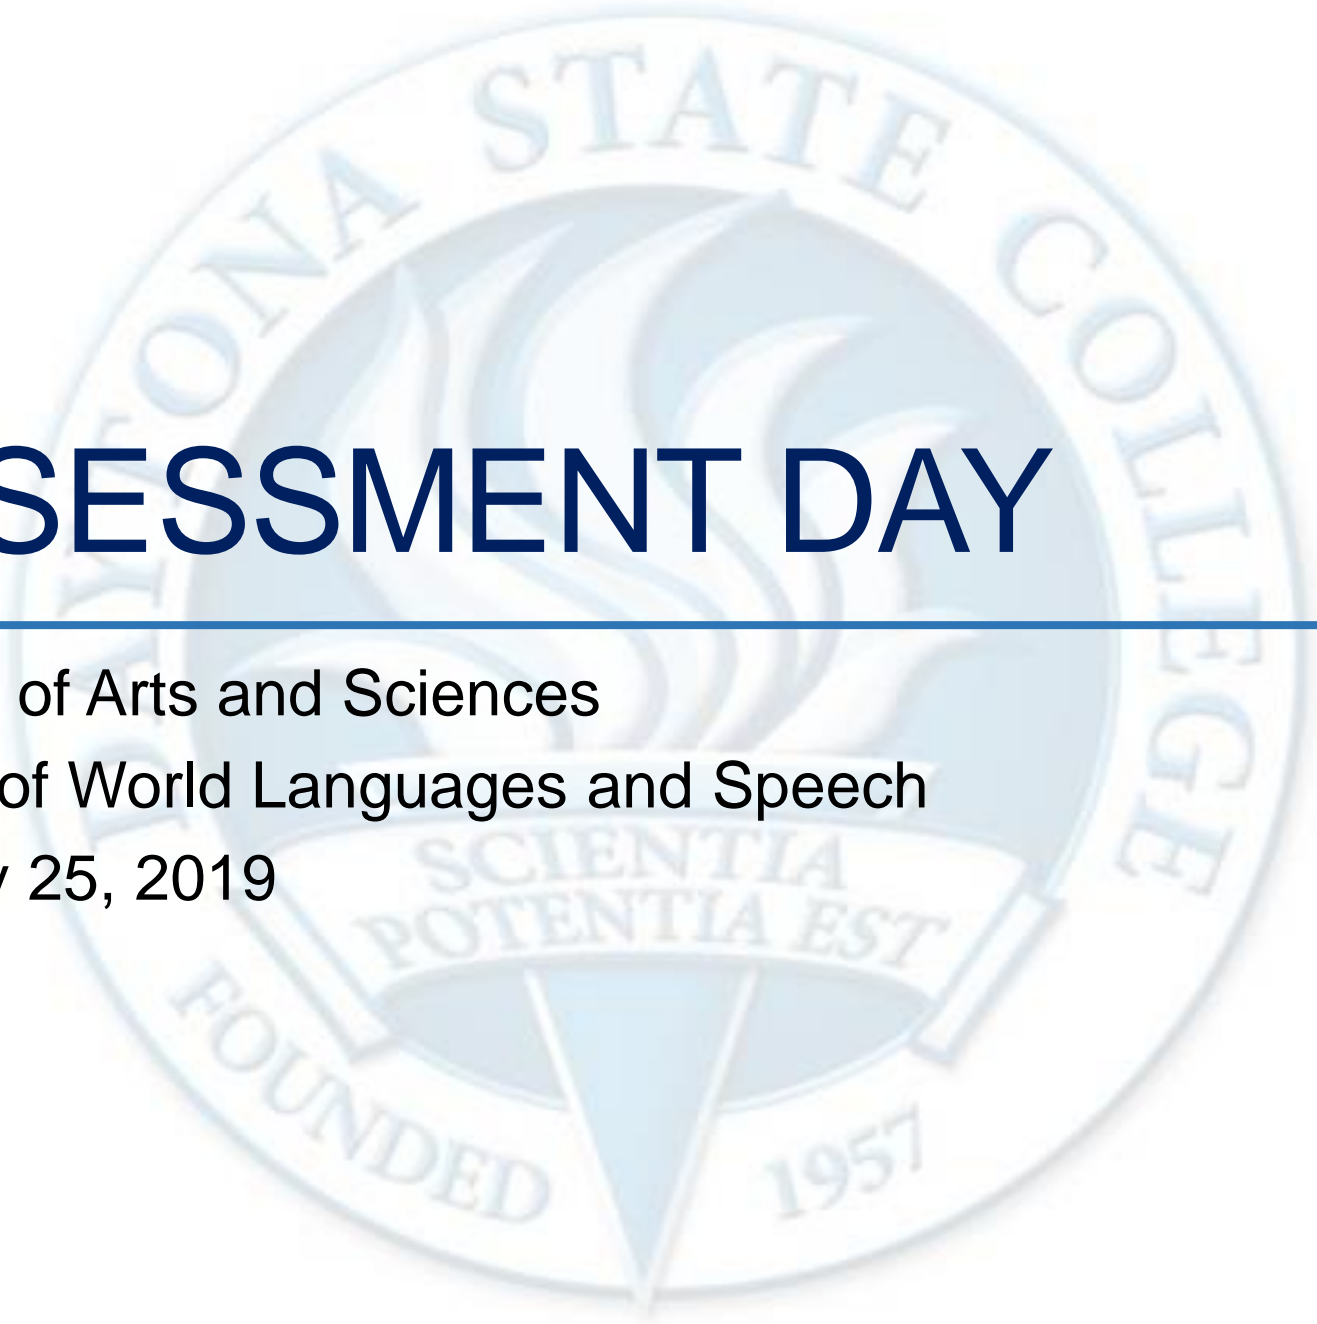 DAYTONA STATE COLLEGE
SSESSMENT DAY
of Arts and Sciences
of World Languages and Speech
y 25, 2019
SCIENTIA
POTENTIA EST
FOUNDED 1957